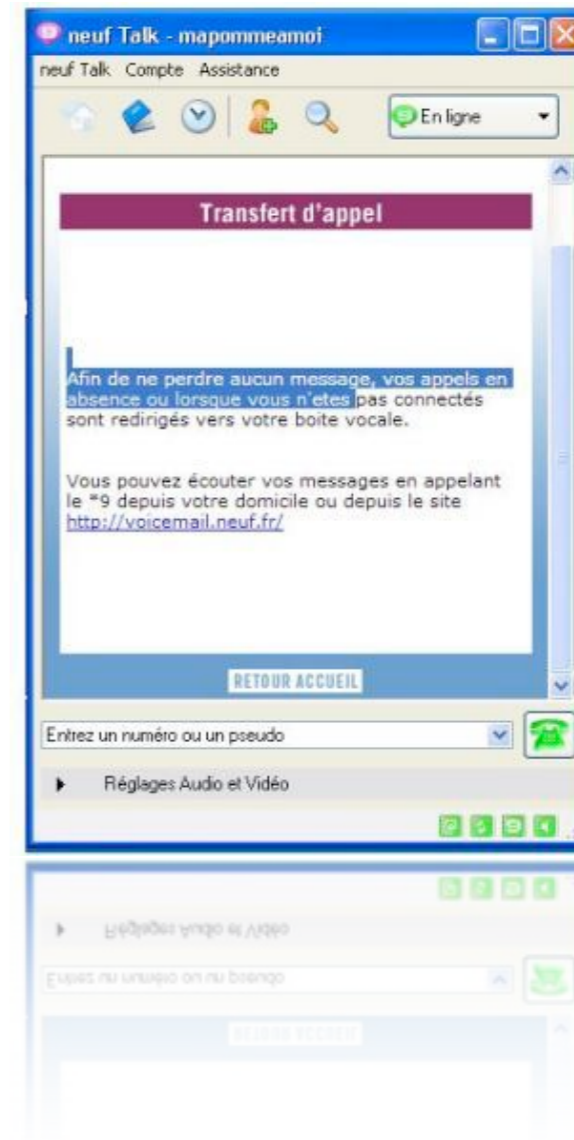 neuf Talk - mapommeamoi
neuf Talk Compte Assistance
En ligne
Transfert d'appel
Afin de ne perdre aucun message, vos appels en
absence ou lorsque vous n'etes pas connectés
sont redirigés vers votre boite vocale.
Vous pouvez écouter vos messages en appelant
le *9 depuis votre domicile ou depuis le site
http://voicemail.neuf.fr/
RETOUR ACCUEIL
Entrez un numéro ou un pseudo
Réglages Audio et Vidéo